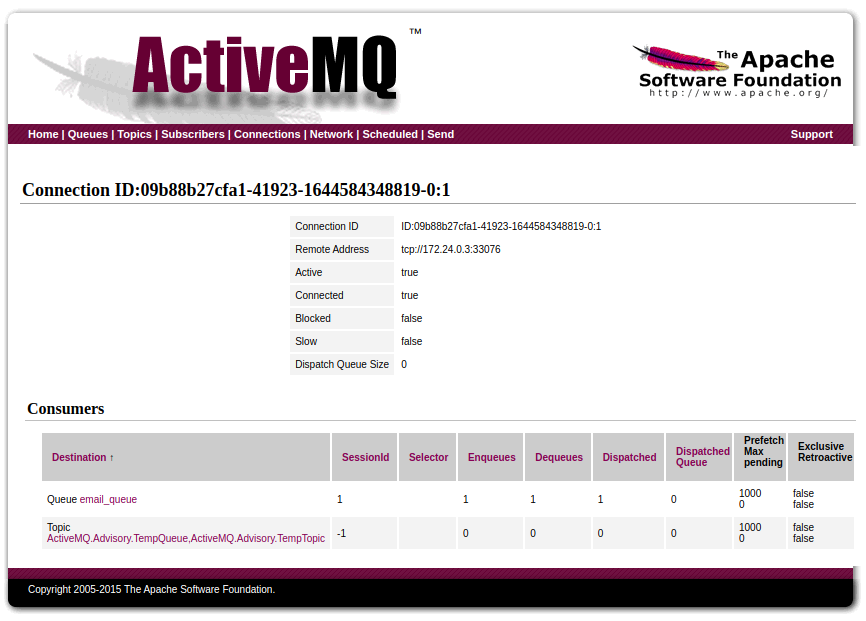 ActiveMQ ™
The Apache
Software Foundation
http://www.apache.org/
Home | Queues | Topics | Subscribers | Connections | Network | Scheduled | Send Support
Connection ID:09b88b27cfa1-41923-1644584348819-0:1
Connection ID ID:09b88b27cfa1-41923-1644584348819-0:1
Remote Address tcp://172.24.0.3:33076
Active true
Connected true
Blocked false
Slow false
Dispatch Queue Size 0
Consumers
Destination ↑ SessionId Selector Enqueues Dequeues Dispatched Dispatched Queue Prefetch Max pending Exclusive Retroactive
Queue email_queue 1 1 1 1 0 1000 0 false false
Topic
ActiveMQ.Advisory.TempQueue,ActiveMQ.Advisory.TempTopic -1 0 0 0 0 1000 0 false false
Copyright 2005-2015 The Apache Software Foundation.